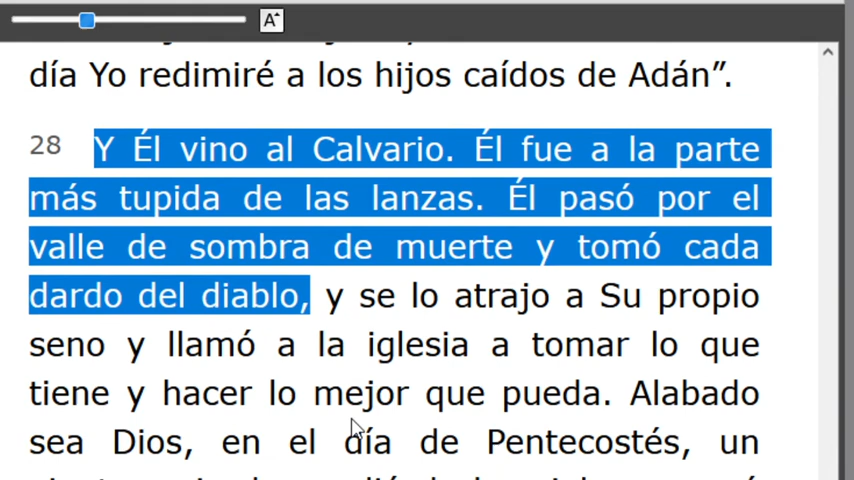 A
día Yo redimiré a los hijos caídos de Adán”.
28 Y Él vino al Calvario. Él fue a la parte
más tupida de las lanzas. Él pasó por el
valle de sombra de muerte y tomó cada
dardo del diablo, y se lo atrajo a Su propio
seno y llamó a la iglesia a tomar lo que
tiene y hacer lo mejor que pueda. Alabado
sea Dios, en el día de Pentecostés, un